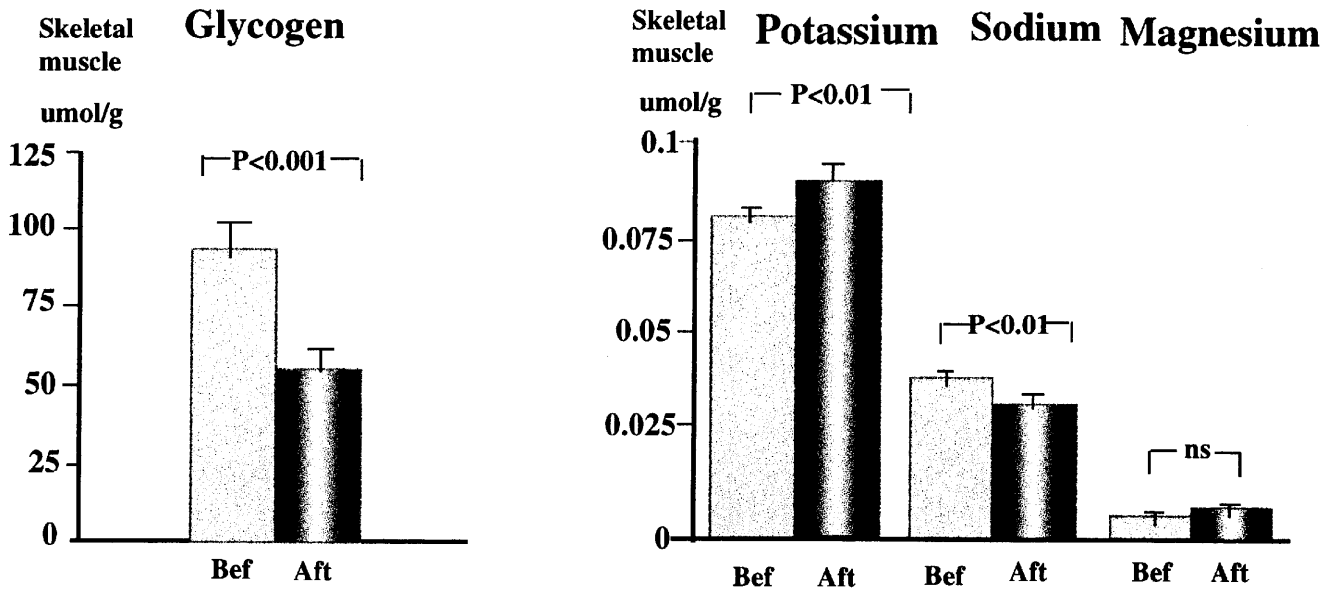 Skeletal
muscle
umol/g
Glycogen
P<0.001
125
100
75
50
25
0
Bef Aft
Skeletal
muscle
umol/g
Potassium Sodium Magnesium
P<0.01
0.1
0.075
0.05
0.025
0
P<0.01
ns
Bef Aft Bef Aft Bef Aft